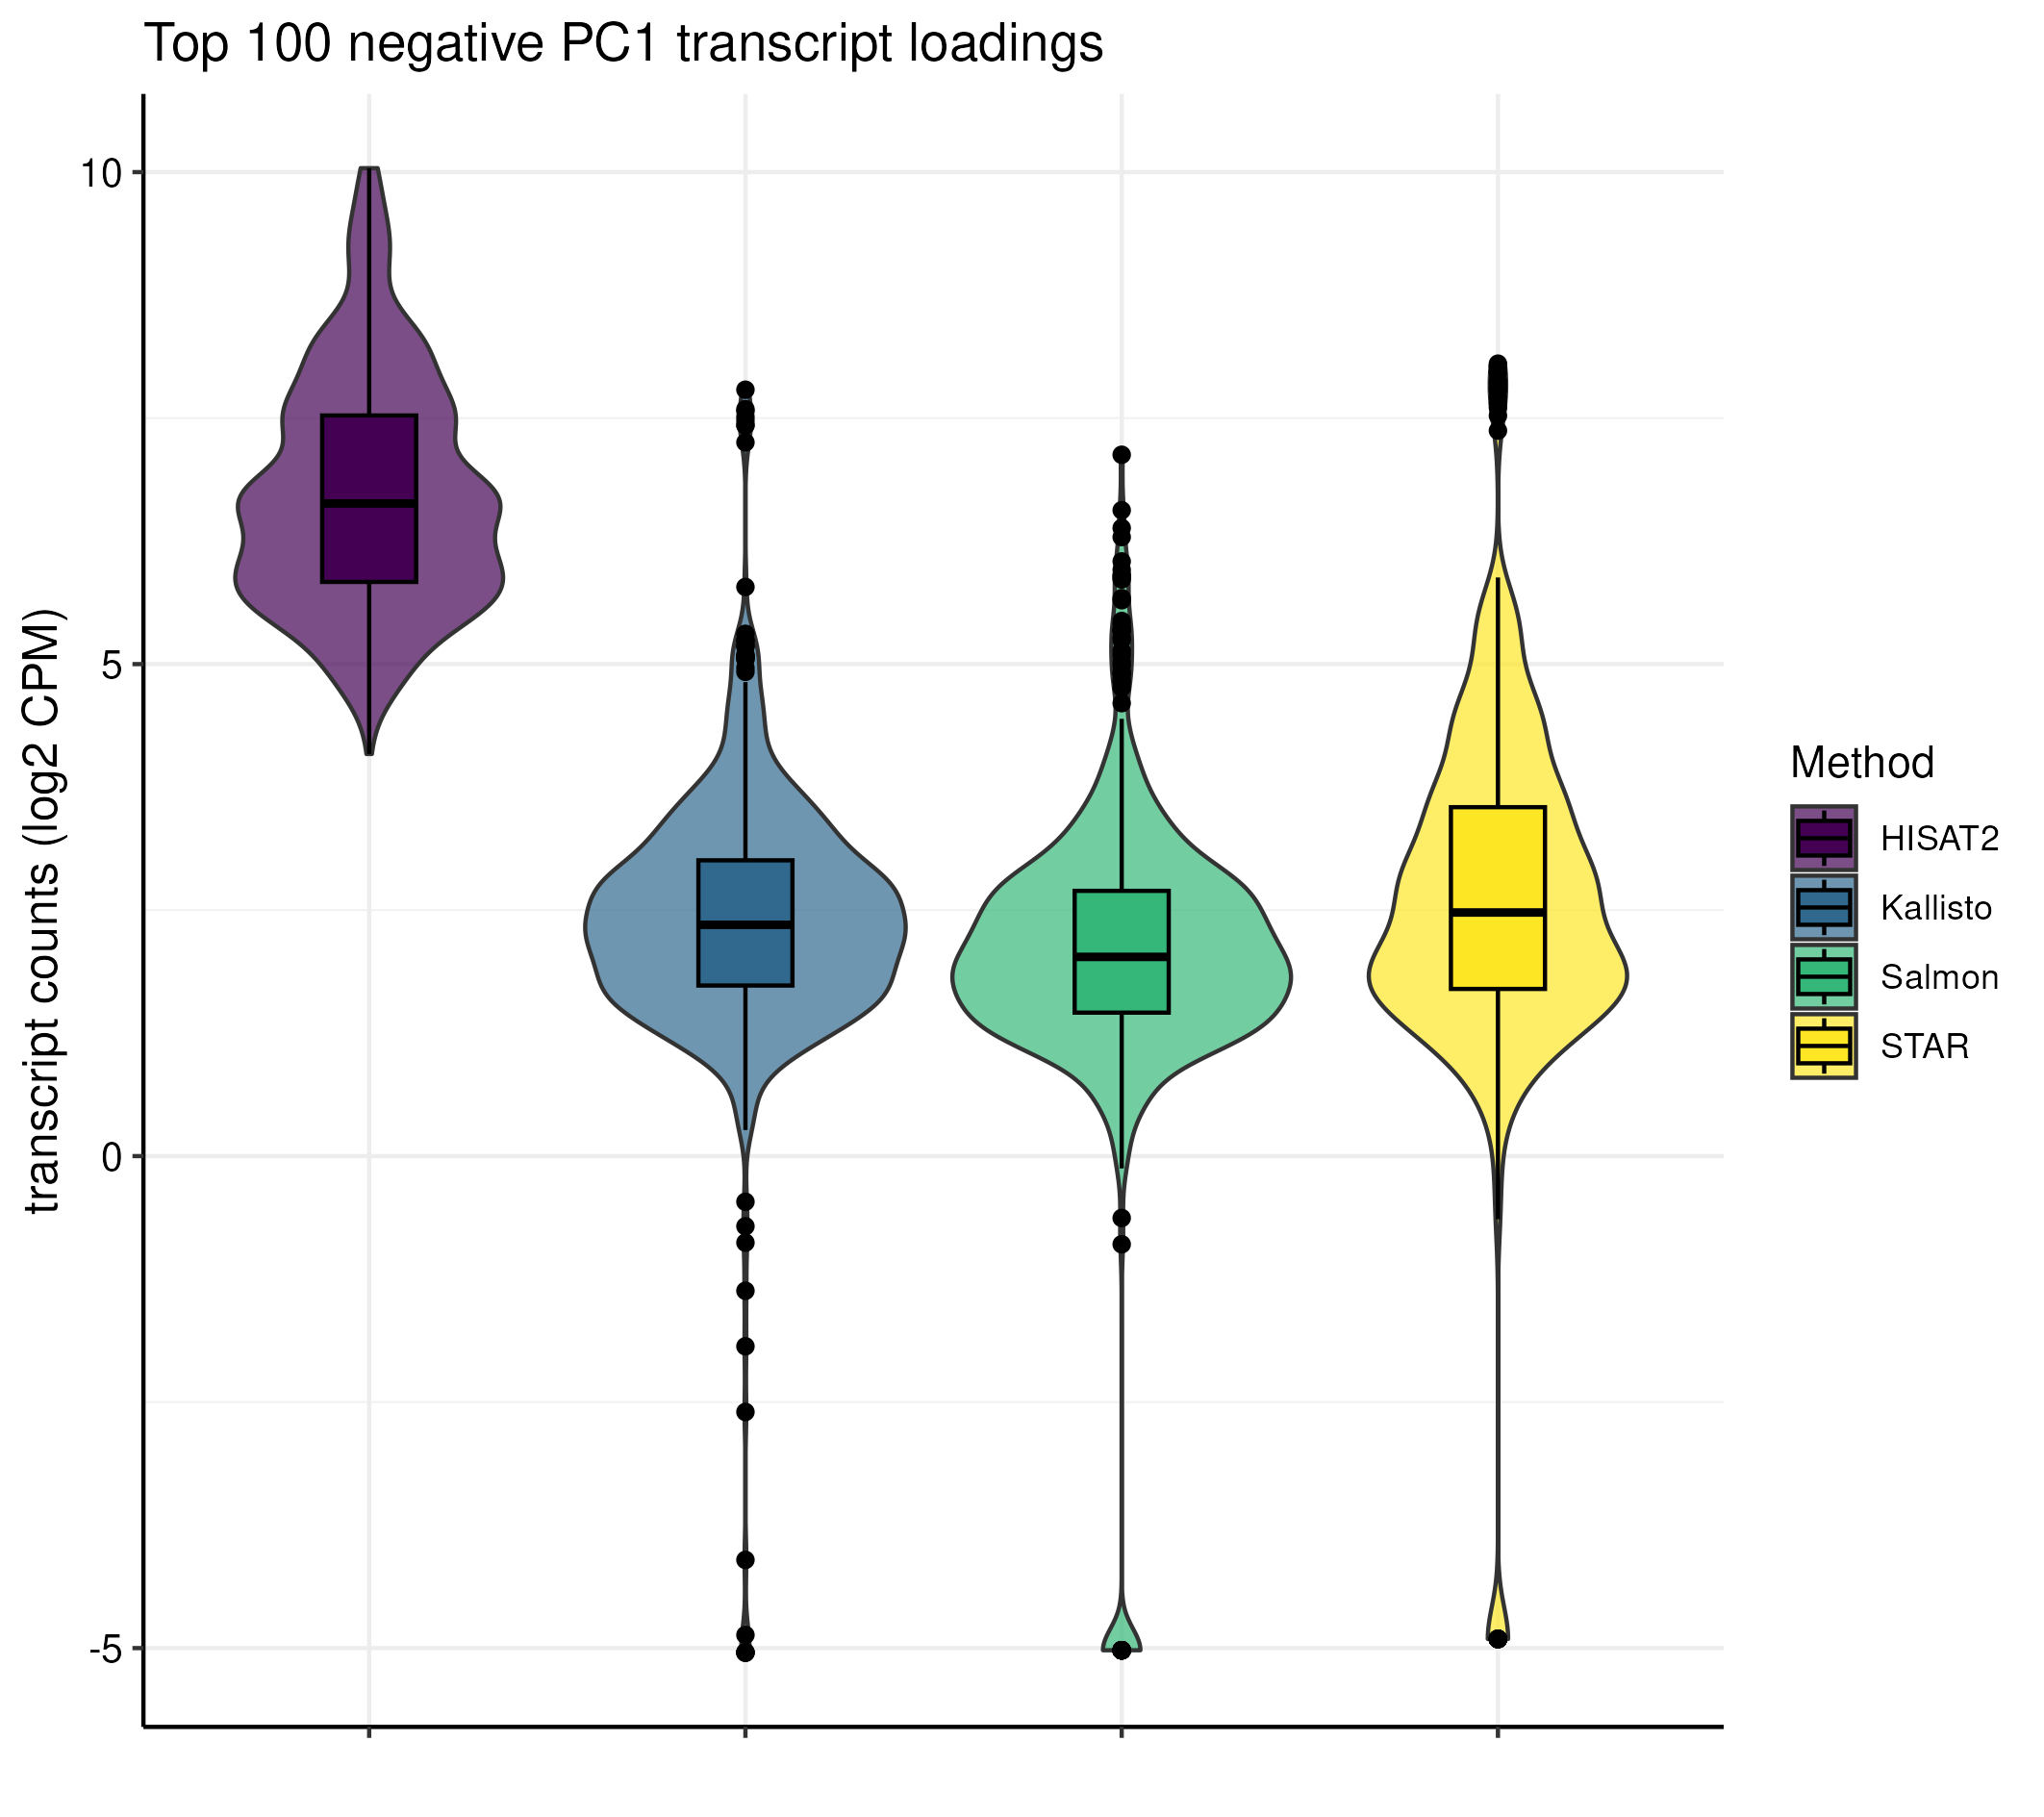 Top 100 negative PC1 transcript loadings
transcript counts (log2 CPM)
10
5
0
-5
Method
HISAT2
Kallisto
Salmon
STAR